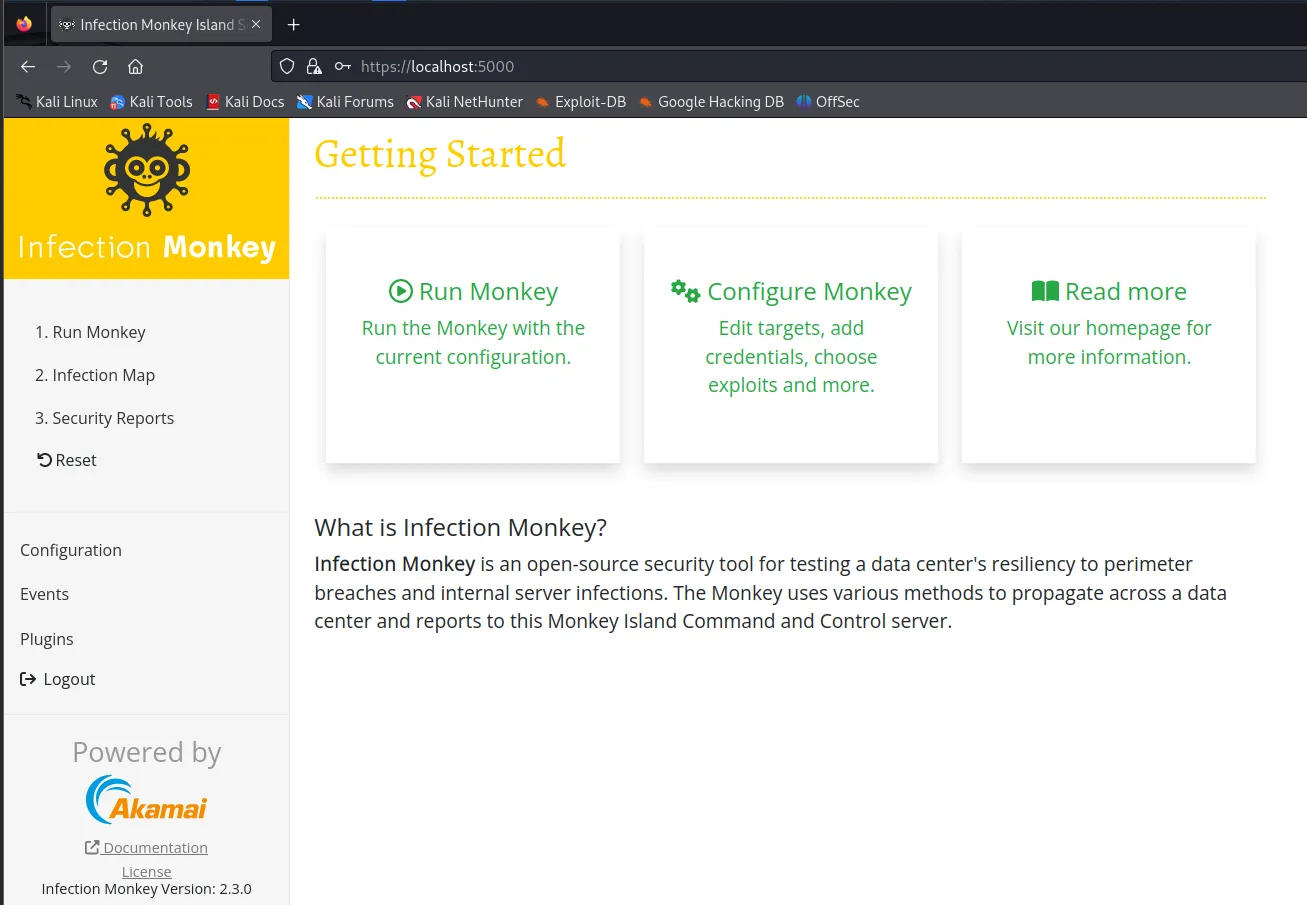 Infection Monkey Island S
https://localhost:5000
Kali Linux Kali Tools Kali Docs Kali Forums Kali NetHunter Exploit-DB Google Hacking DB OffSec
Infection Monkey
1. Run Monkey
2. Infection Map
3. Security Reports
Reset
Configuration
Events
Plugins
Logout
Powered by
Akamai
Documentation
License
Infection Monkey Version: 2.3.0
Getting Started
Run Monkey
Run the Monkey with the
current configuration.
Configure Monkey
Edit targets, add
credentials, choose
exploits and more.
Read more
Visit our homepage for
more information.
What is Infection Monkey?
Infection Monkey is an open-source security tool for testing a data center's resiliency to perimeter
breaches and internal server infections. The Monkey uses various methods to propagate across a data
center and reports to this Monkey Island Command and Control server.